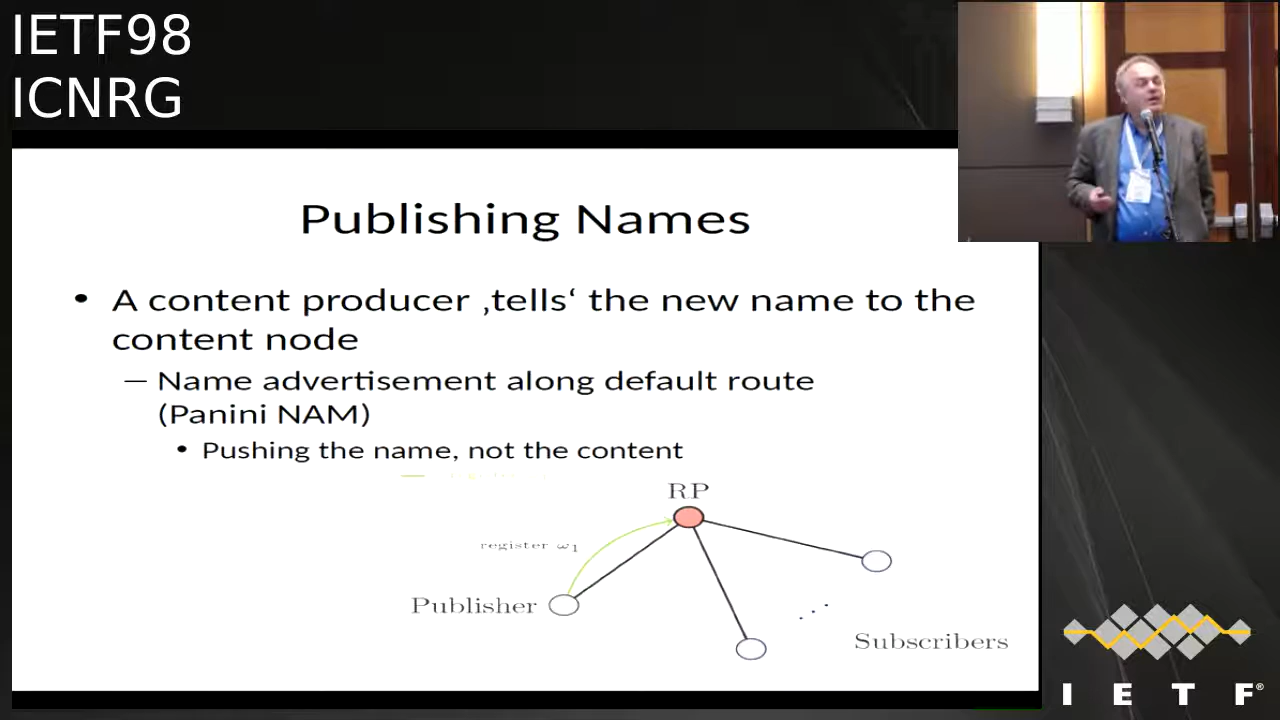 IETF98
ICNRG
Publishing Names
• A content producer ‚tells‘ the new name to the
content node
– Name advertisement along default route
(Panini NAM)
• Pushing the name, not the content
RP
register ω1
Publisher
Subscribers
I E T F®